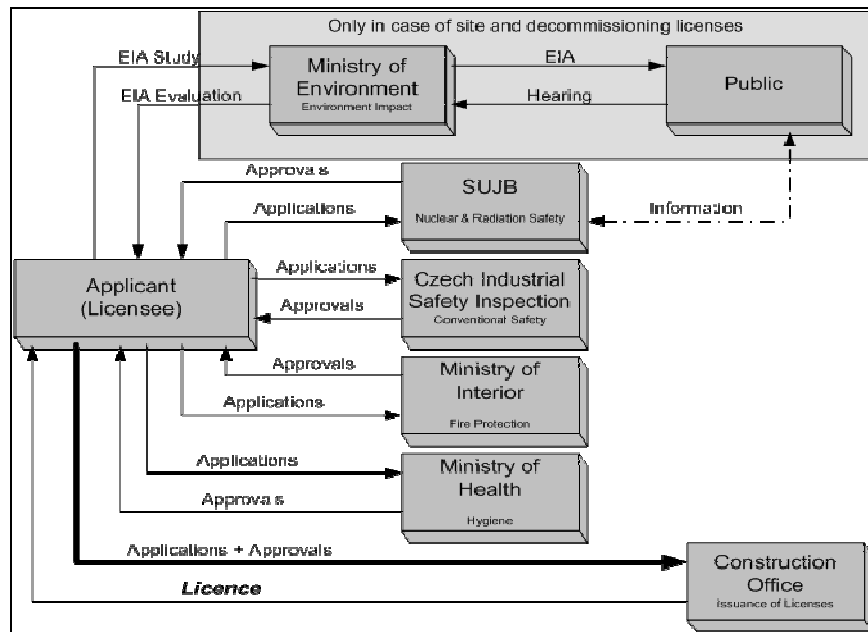 Only in case of site and decommissioning licenses
EIA Study
Ministry of
Environment
Environment Impact
EIA
Public
EIA Evaluation
Hearing
Approvals
SUJB
Nuclear & Radiation Safety
Applications
Information
Applicant
(Licensee)
Applications
Czech Industrial
Safety Inspection
Conventional Safety
Approvals
Approvals
Ministry of
Interior
Fire Protection
Applications
Applications
Ministry of
Health
Hygiene
Approvals
Applications + Approvals
Construction
Office
Issuance of Licenses
Licence